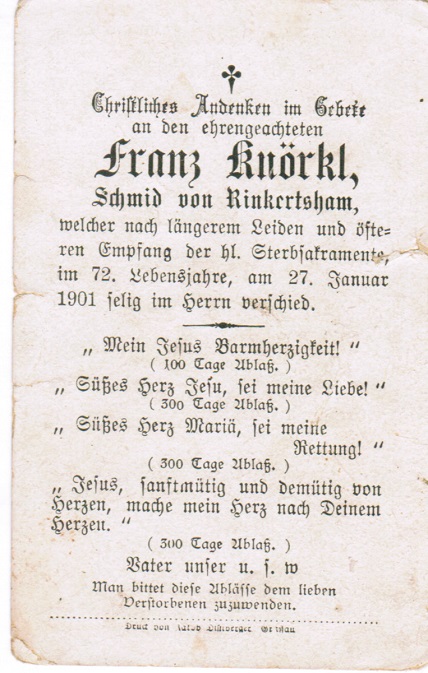 Christliches Andenken im Gebete
an den ehrengeachteten
Franz Knörkl,
Schmid von Rinkertsham,
welcher nach längerem Leiden und öfte=
ren Empfang der hl. Sterbsakramente,
im 72. Lebensjahre, am 27. Januar
1901 selig im Herrn verschied.
„ Mein Jesus Barmherzigkeit! “
( 100 Tage Ablaß. )
„ Süßes Herz Jesu, sei meine Liebe! “
( 300 Tage Ablaß. )
„ Süßes Herz Mariä, sei meine
Rettung! “
( 300 Tage Ablaß. )
„ Jesus, sanftmütig und demütig von
Herzen, mache mein Herz nach Deinem
Herzen. “
( 300 Tage Ablaß. )
Vater unser u. s. w
Man bittet diese Ablässe dem lieben
Verstorbenen zuzuwenden.
Druck von Jakob